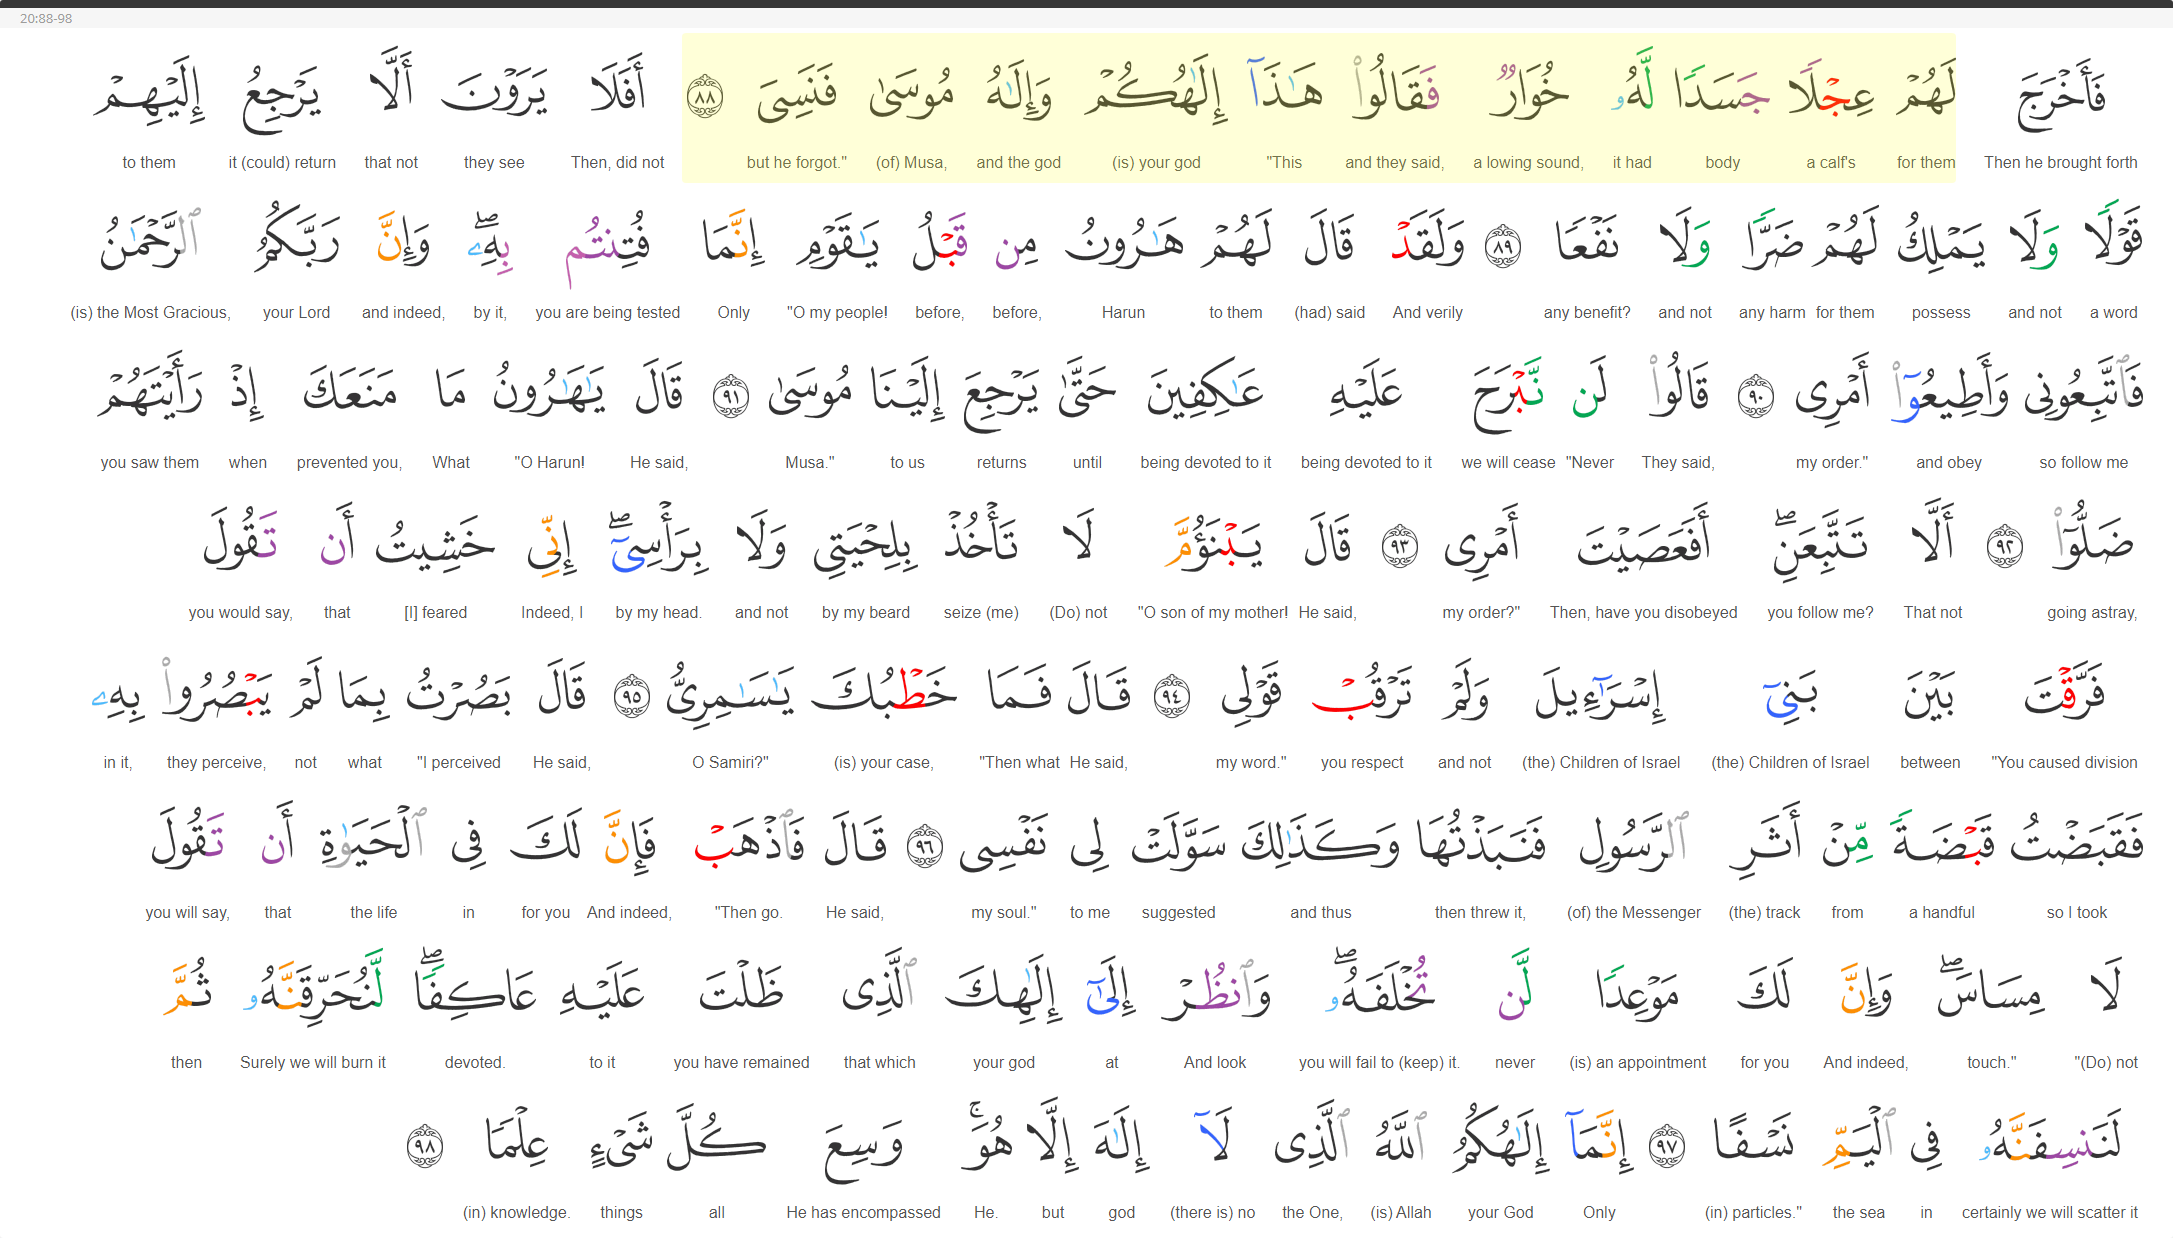 20:88-98
فَأَخْرَجَ لَهُمْ عِجْلًا جَسَدًا لَّهُۥ خُوَارٌ فَقَالُوا۟ هَـٰذَآ إِلَـٰهُكُمْ وَإِلَـٰهُ مُوسَىٰ فَنَسِىَ ٨٨ أَفَلَا يَرَوْنَ أَلَّا يَرْجِعُ إِلَيْهِمْ
Then he brought forth for them a calf's body it had a lowing sound, and they said, "This (is) your god and the god (of) Musa, but he forgot." Then, did not they see that not it (could) return to them
قَوْلًا وَلَا يَمْلِكُ لَهُمْ ضَرًّا وَلَا نَفْعًا ٨٩ وَلَقَدْ قَالَ لَهُمْ هَـٰرُونُ مِن قَبْلُ يَـٰقَوْمِ إِنَّمَا فُتِنتُم بِهِۦ ۖ وَإِنَّ رَبَّكُمُ ٱلرَّحْمَـٰنُ
a word and not possess for them any harm and not any benefit? And verily (had) said to them Harun before, before, "O my people! Only you are being tested by it, and indeed, your Lord (is) the Most Gracious,
فَٱتَّبِعُونِى وَأَطِيعُوٓا۟ أَمْرِى ٩٠ قَالُوا۟ لَن نَّبْرَحَ عَلَيْهِ عَـٰكِفِينَ حَتَّىٰ يَرْجِعَ إِلَيْنَا مُوسَىٰ ٩١ قَالَ يَـٰهَـٰرُونُ مَا مَنَعَكَ إِذْ رَأَيْتَهُمْ
so follow me and obey my order." They said, "Never we will cease being devoted to it being devoted to it until returns to us Musa." He said, "O Harun! What prevented you, when you saw them
ضَلُّوٓا۟ ٩٢ أَلَّا تَتَّبِعَنِ ۖ أَفَعَصَيْتَ أَمْرِى ٩٣ قَالَ يَبْنَؤُمَّ لَا تَأْخُذْ بِلِحْيَتِى وَلَا بِرَأْسِىٓ ۖ إِنِّى خَشِيتُ أَن تَقُولَ
going astray, That not you follow me? Then, have you disobeyed my order?" He said, "O son of my mother! (Do) not seize (me) by my beard and not by my head. Indeed, I [I] feared that you would say,
فَرَّقْتَ بَيْنَ بَنِىٓ إِسْرَٰٓءِيلَ وَلَمْ تَرْقُبْ قَوْلِى ٩٤ قَالَ فَمَا خَطْبُكَ يَـٰسَـٰمِرِىُّ ٩٥ قَالَ بَصُرْتُ بِمَا لَمْ يَبْصُرُوا۟ بِهِۦ
"You caused division between (the) Children of Israel (the) Children of Israel and not you respect my word." He said, "Then what (is) your case, O Samiri?" He said, "I perceived what not they perceive, in it,
فَقَبَضْتُ قَبْضَةً مِّنْ أَثَرِ ٱلرَّسُولِ فَنَبَذْتُهَا وَكَذَٰلِكَ سَوَّلَتْ لِى نَفْسِى ٩٦ قَالَ فَٱذْهَبْ فَإِنَّ لَكَ فِى ٱلْحَيَوٰةِ أَن تَقُولَ
so I took a handful from (the) track (of) the Messenger then threw it, and thus suggested to me my soul." He said, "Then go. And indeed, for you in the life that you will say,
لَا مِسَاسَ ۖ وَإِنَّ لَكَ مَوْعِدًا لَّن تُخْلَفَهُۥ ۖ وَٱنظُرْ إِلَىٰٓ إِلَـٰهِكَ ٱلَّذِى ظَلْتَ عَلَيْهِ عَاكِفًا ۖ لَّنُحَرِّقَنَّهُۥ ثُمَّ
"(Do) not touch." And indeed, for you (is) an appointment never you will fail to (keep) it. And look at your god that which you have remained to it devoted. Surely we will burn it then
لَنَنسِفَنَّهُۥ فِى ٱلْيَمِّ نَسْفًا ٩٧ إِنَّمَآ إِلَـٰهُكُمُ ٱللَّهُ ٱلَّذِى لَآ إِلَـٰهَ إِلَّا هُوَ ۚ وَسِعَ كُلَّ شَىْءٍ عِلْمًا ٩٨
certainly we will scatter it in the sea (in) particles." Only your God (is) Allah the One, (there is) no god but He. He has encompassed all things (in) knowledge.